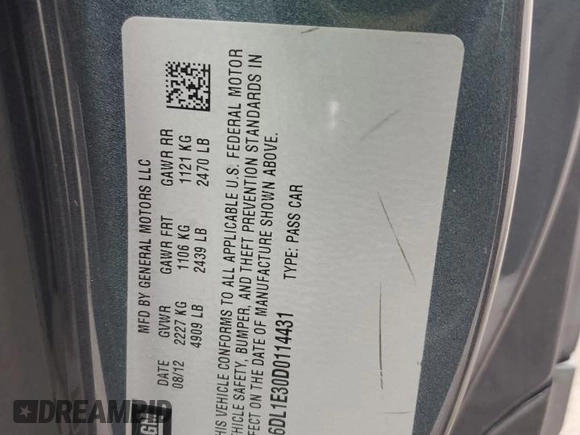 GM
MFD BY GENERAL MOTORS LLC
DATE GVWR GAWR FRT GAWR RR
08/12 2227 KG 1106 KG 1121 KG
4909 LB 2439 LB 2470 LB
THIS VEHICLE CONFORMS TO ALL APPLICABLE U.S. FEDERAL MOTOR
VEHICLE SAFETY, BUMPER, AND THEFT PREVENTION STANDARDS IN
EFFECT ON THE DATE OF MANUFACTURE SHOWN ABOVE.
6DL1E30D0114431 TYPE: PASS CAR
DREAMBID